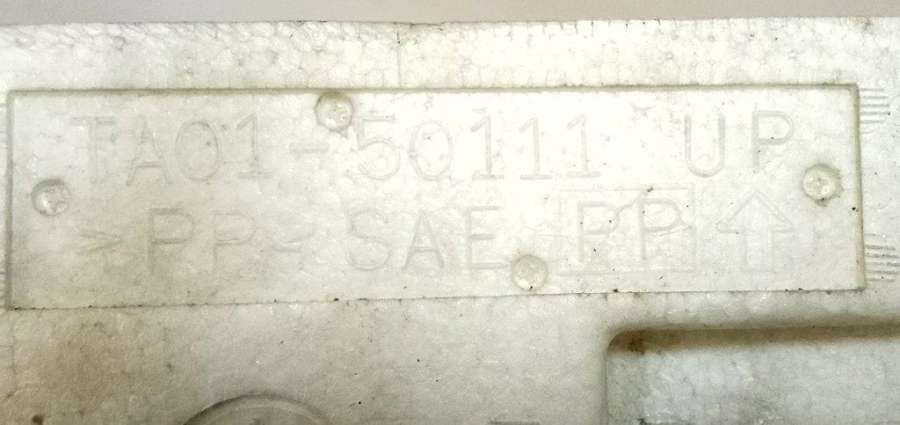 TA01-50111 UP
>PP< SAE PP ↑